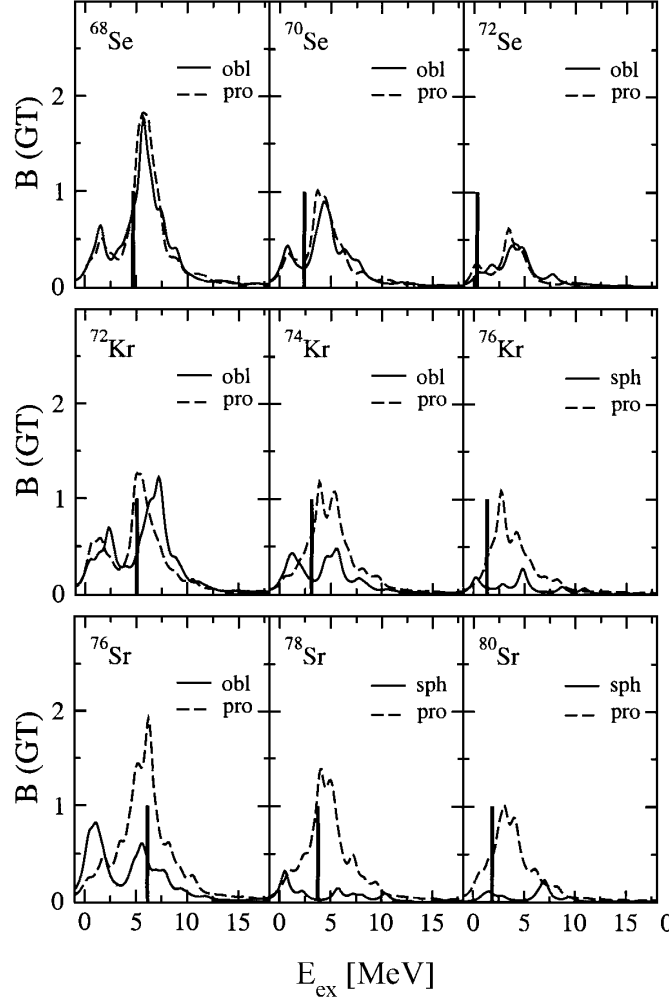 ⁶⁸Se
⁷⁰Se
⁷²Se
obl
pro
obl
pro
obl
pro
2
1
0
B (GT)
⁷²Kr
⁷⁴Kr
⁷⁶Kr
obl
pro
obl
pro
sph
pro
2
1
0
B (GT)
⁷⁶Sr
⁷⁸Sr
⁸⁰Sr
obl
pro
sph
pro
sph
pro
2
1
0
B (GT)
0 5 10 15 0 5 10 15 0 5 10 15 0
E_ex [MeV]